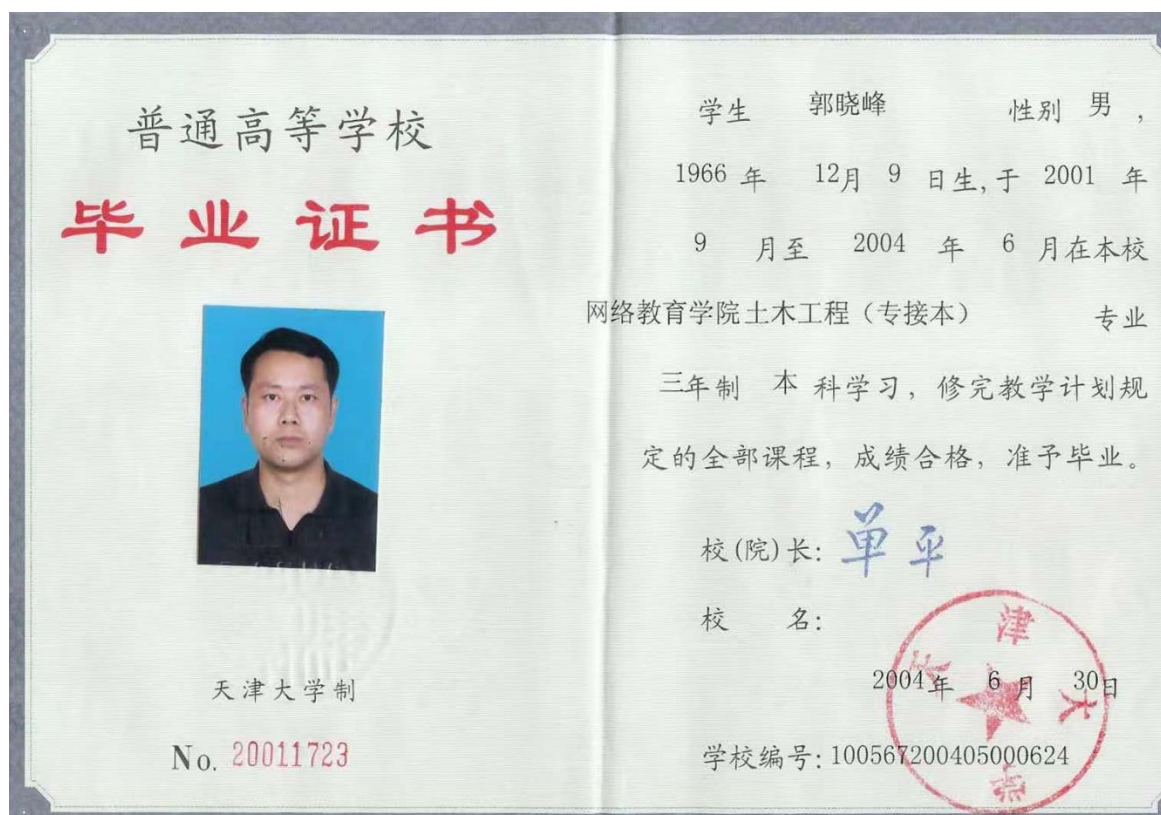 普通高等学校
毕业证书
天津大学制
No. 20011723
学生 郭晓峰 性别 男，
1966 年 12月 9 日生，于 2001 年
9 月至 2004 年 6 月在本校
网络教育学院土木工程（专接本） 专业
三年制 本 科学习，修完教学计划规
定的全部课程，成绩合格，准予毕业。
校(院)长: 单平
校 名:
天津大学
2004年 6月 30日
学校编号: 100567200405000624